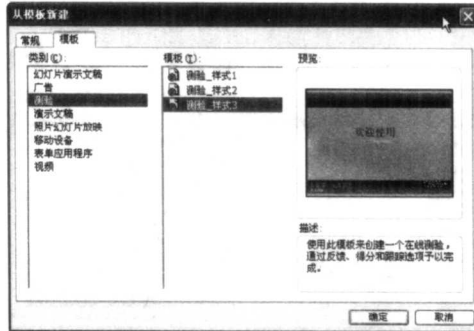 从模板新建
常规
模板
类别(C):
幻灯片演示文稿
广告
测验
演示文稿
照片幻灯片放映
移动设备
表单应用程序
视频
模板(T):
测验_样式1
测验_样式2
测验_样式3
预览:
欢迎使用
描述:
使用此模板来创建一个在线测验，
通过反馈、得分和跟踪选项予以完
成。
确定
取消